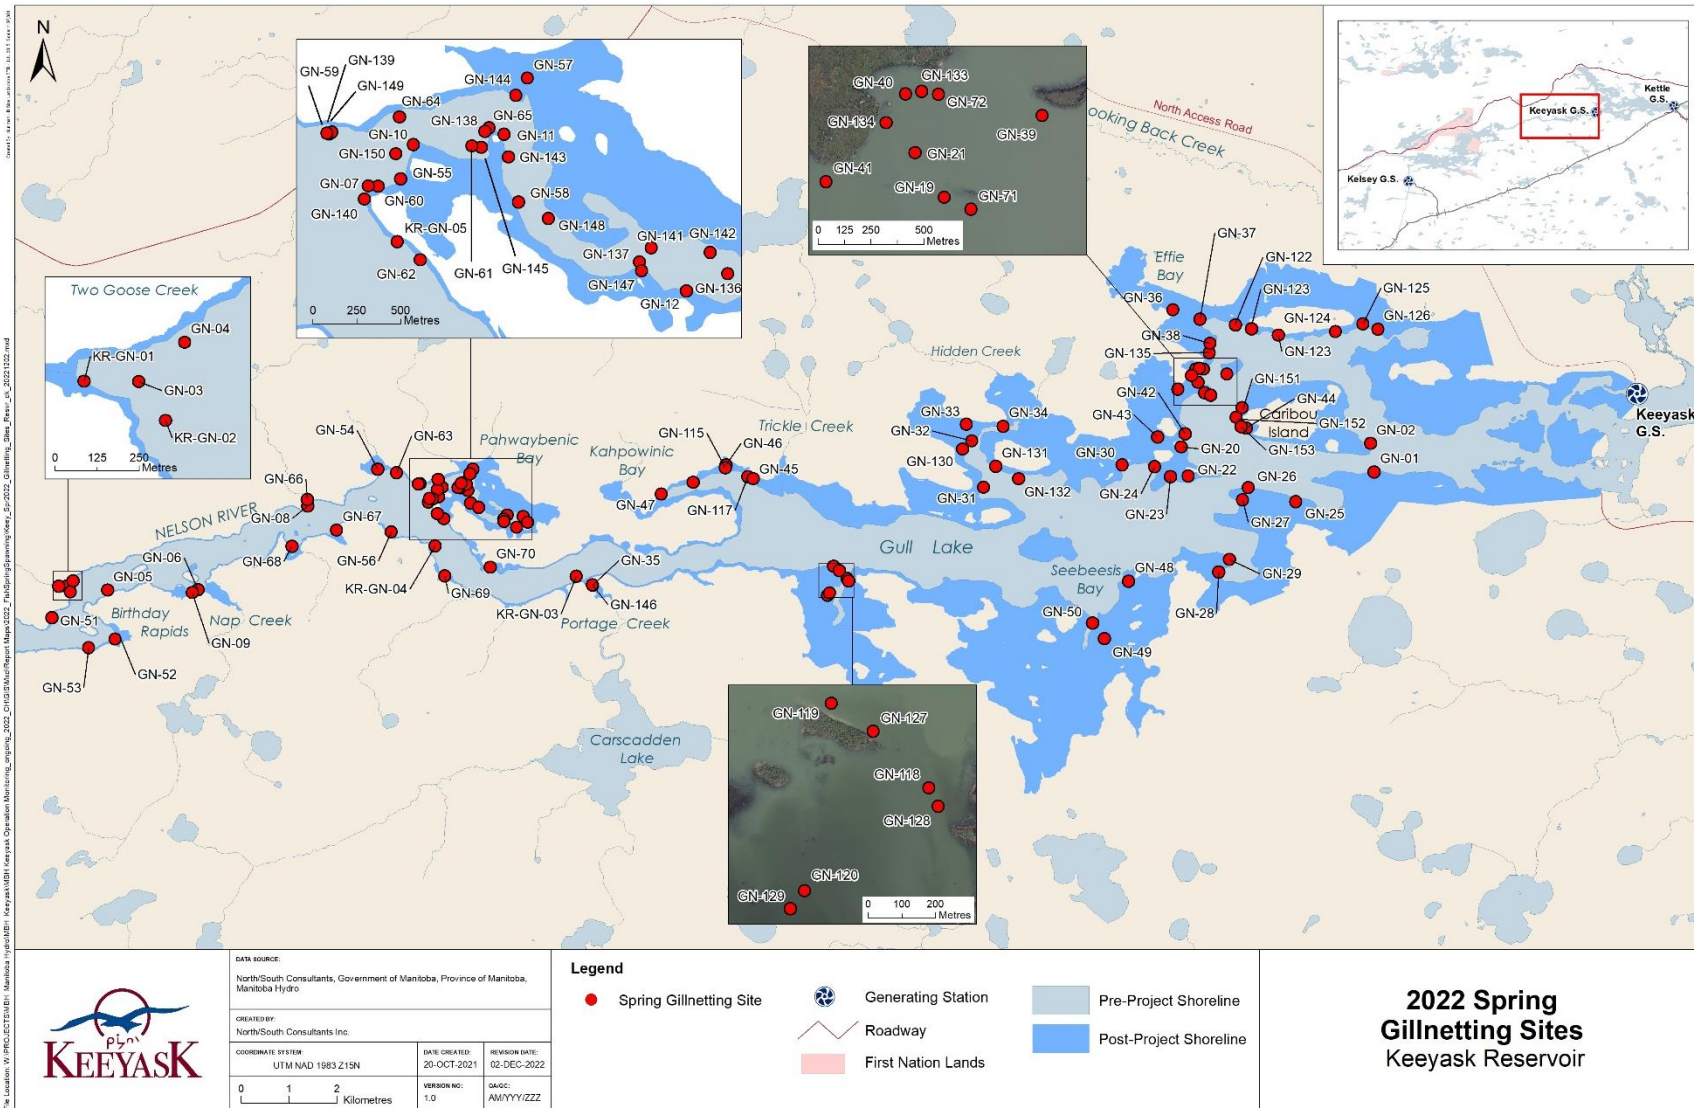 N
GN-59
GN-139
GN-149
GN-64
GN-10
GN-150
GN-07
GN-140
GN-55
GN-60
KR-GN-05
GN-62
GN-144
GN-57
GN-138
GN-65
GN-11
GN-143
GN-58
GN-148
GN-61
GN-145
GN-141
GN-142
GN-137
GN-147
GN-12
GN-136
0 250 500
Metres
GN-40
GN-133
GN-72
GN-134
GN-39
GN-21
GN-41
GN-19
GN-71
0 125 250 500
Metres
North Access Road
ooking Back Creek
Kettle
G.S.
Keeyask G.S.
Kelsey G.S.
Two Goose Creek
GN-04
KR-GN-01
GN-03
KR-GN-02
0 125 250
Metres
Effie
Bay
GN-37
GN-122
GN-123
GN-124
GN-125
GN-126
GN-36
GN-38
GN-123
GN-135
GN-151
GN-44
GN-42
GN-43
Caribou
Island
GN-152
GN-153
GN-20
GN-02
GN-01
Keeyask
G.S.
Hidden Creek
GN-33
GN-34
GN-32
GN-130
GN-131
GN-30
GN-31
GN-132
GN-24
GN-22
GN-23
GN-26
GN-27
GN-25
Trickle Creek
GN-115
GN-46
GN-45
Kahpowinic
Bay
GN-47
GN-117
Pahwaybenic
Bay
GN-54
GN-63
GN-66
NELSON RIVER
GN-08
GN-67
GN-68
GN-56
GN-06
GN-05
GN-51
Birthday
Rapids
Nap Creek
GN-09
GN-52
GN-53
KR-GN-04
GN-69
GN-70
GN-35
KR-GN-03
GN-146
Portage Creek
Gull Lake
Seebeesis
Bay
GN-48
GN-29
GN-28
GN-50
GN-49
Carscadden
Lake
GN-119
GN-127
GN-118
GN-128
GN-120
GN-129
0 100 200
Metres
KEEYASK
DATA SOURCE:
North/South Consultants, Government of Manitoba, Province of Manitoba,
Manitoba Hydro
CREATED BY:
North/South Consultants Inc.
COORDINATE SYSTEM:
UTM NAD 1983 Z15N
DATE CREATED:
20-OCT-2021
REVISION DATE:
02-DEC-2022
0 1 2
Kilometres
VERSION NO:
1.0
QA/QC:
AM/YYY/ZZZ
Legend
Spring Gillnetting Site
Generating Station
Roadway
First Nation Lands
Pre-Project Shoreline
Post-Project Shoreline
2022 Spring
Gillnetting Sites
Keeyask Reservoir